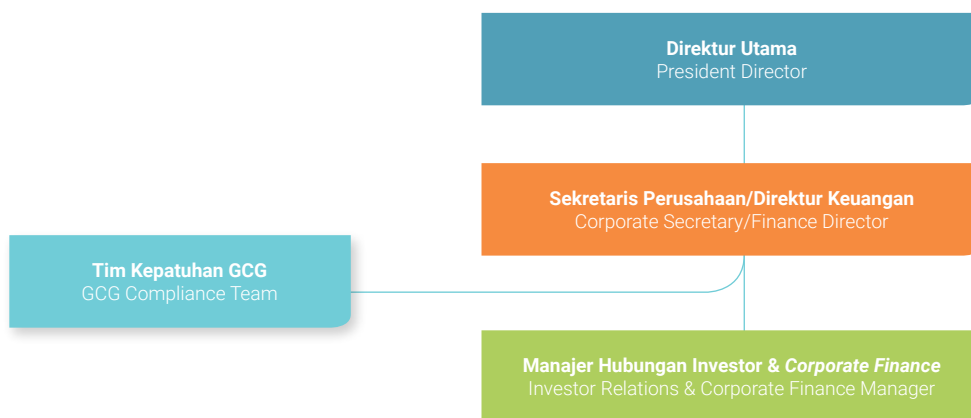 Direktur Utama
President Director
Sekretaris Perusahaan/Direktur Keuangan
Corporate Secretary/Finance Director
Tim Kepatuhan GCG
GCG Compliance Team
Manajer Hubungan Investor & Corporate Finance
Investor Relations & Corporate Finance Manager